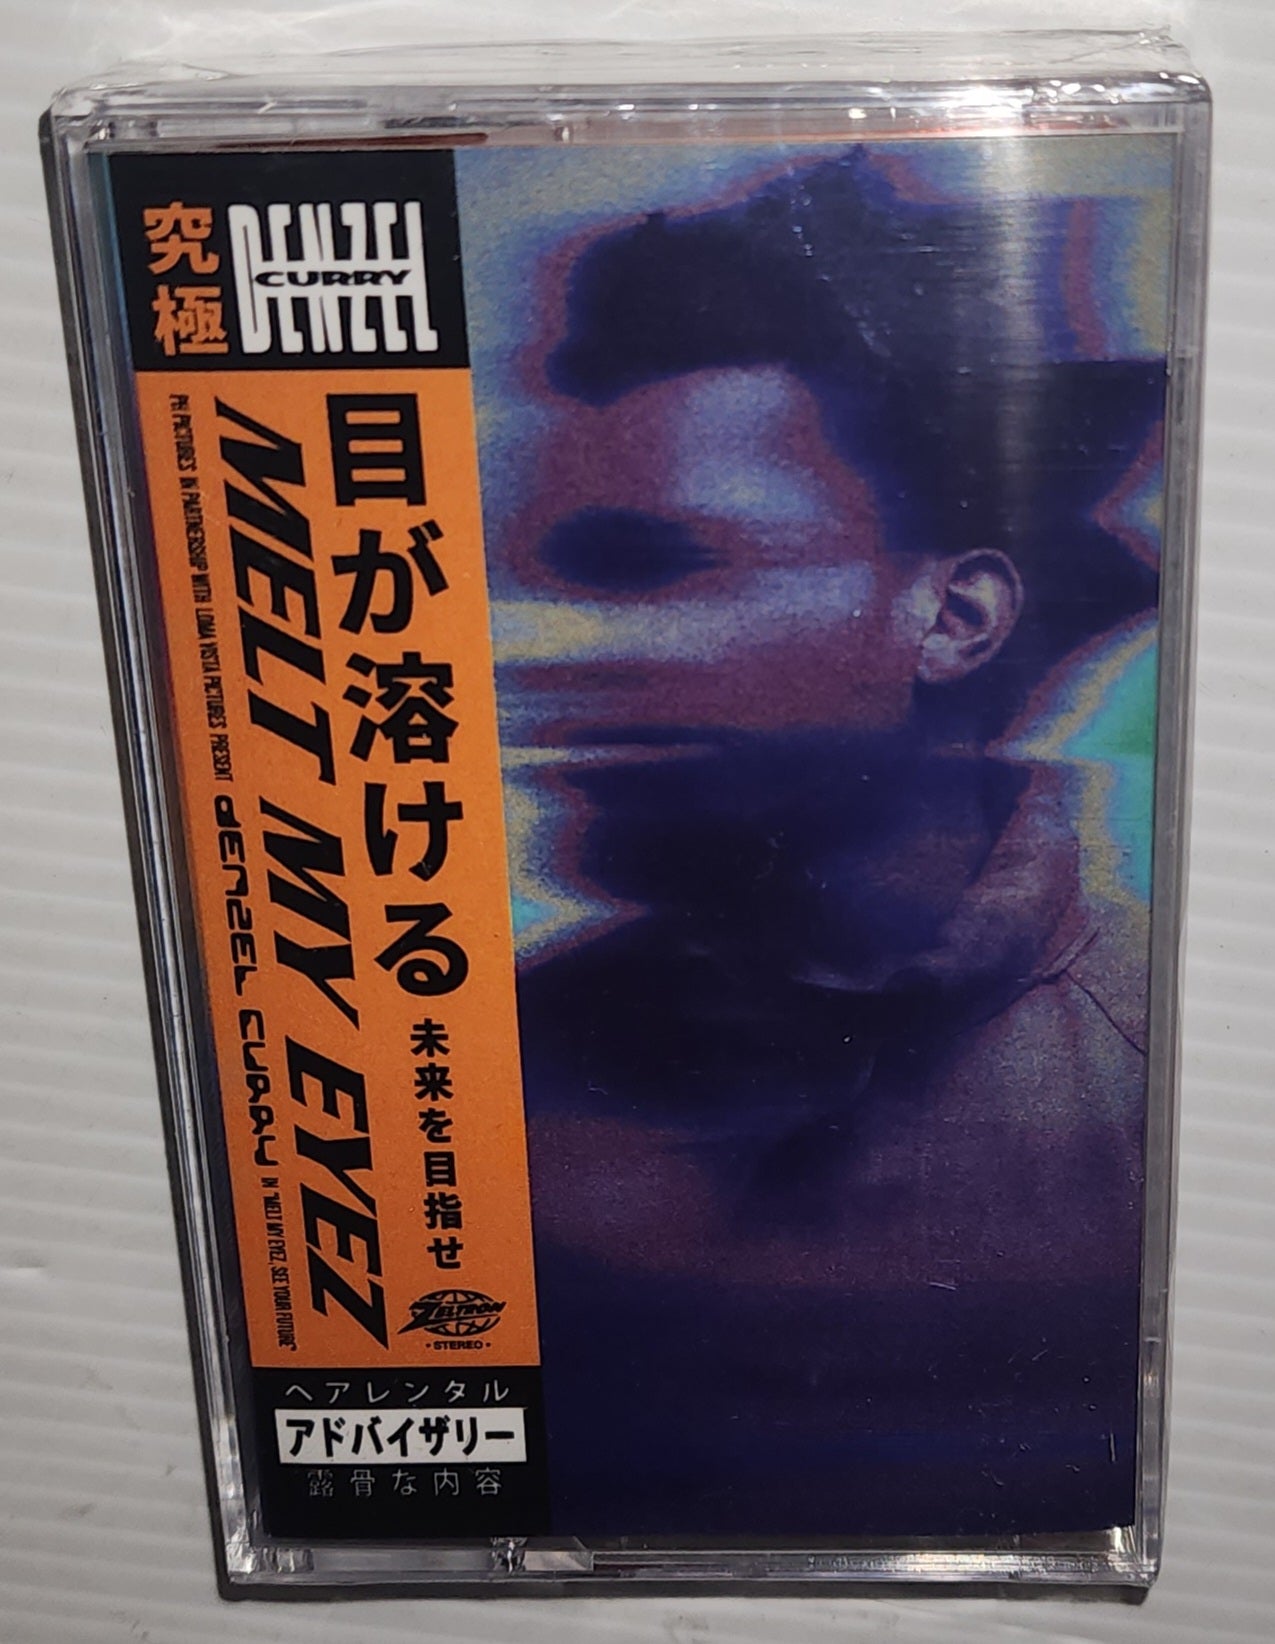 究極
DENZEL
CURRY
目が溶ける
未来を目指せ
MELT MY EYEZ
PH PICTURES IN PARTNERSHIP WITH LOMA VISTA PICTURES PRESENT DENZEL CURRY IN "MELT MY EYEZ, SEE YOUR FUTURE"
ZELTRON
• STEREO •
ヘアレンタル
アドバイザリー
露骨な内容